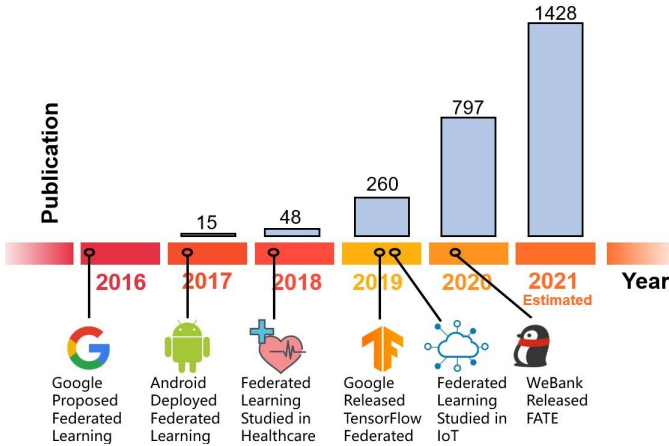 1428
797
260
48
15
Publication
2016
2017
2018
2019
2020
2021
Estimated
Year
Google
Proposed
Federated
Learning
Android
Deployed
Federated
Learning
Federated
Learning
Studied in
Healthcare
Google
Released
TensorFlow
Federated
Federated
Learning
Studied in
IoT
WeBank
Released
FATE